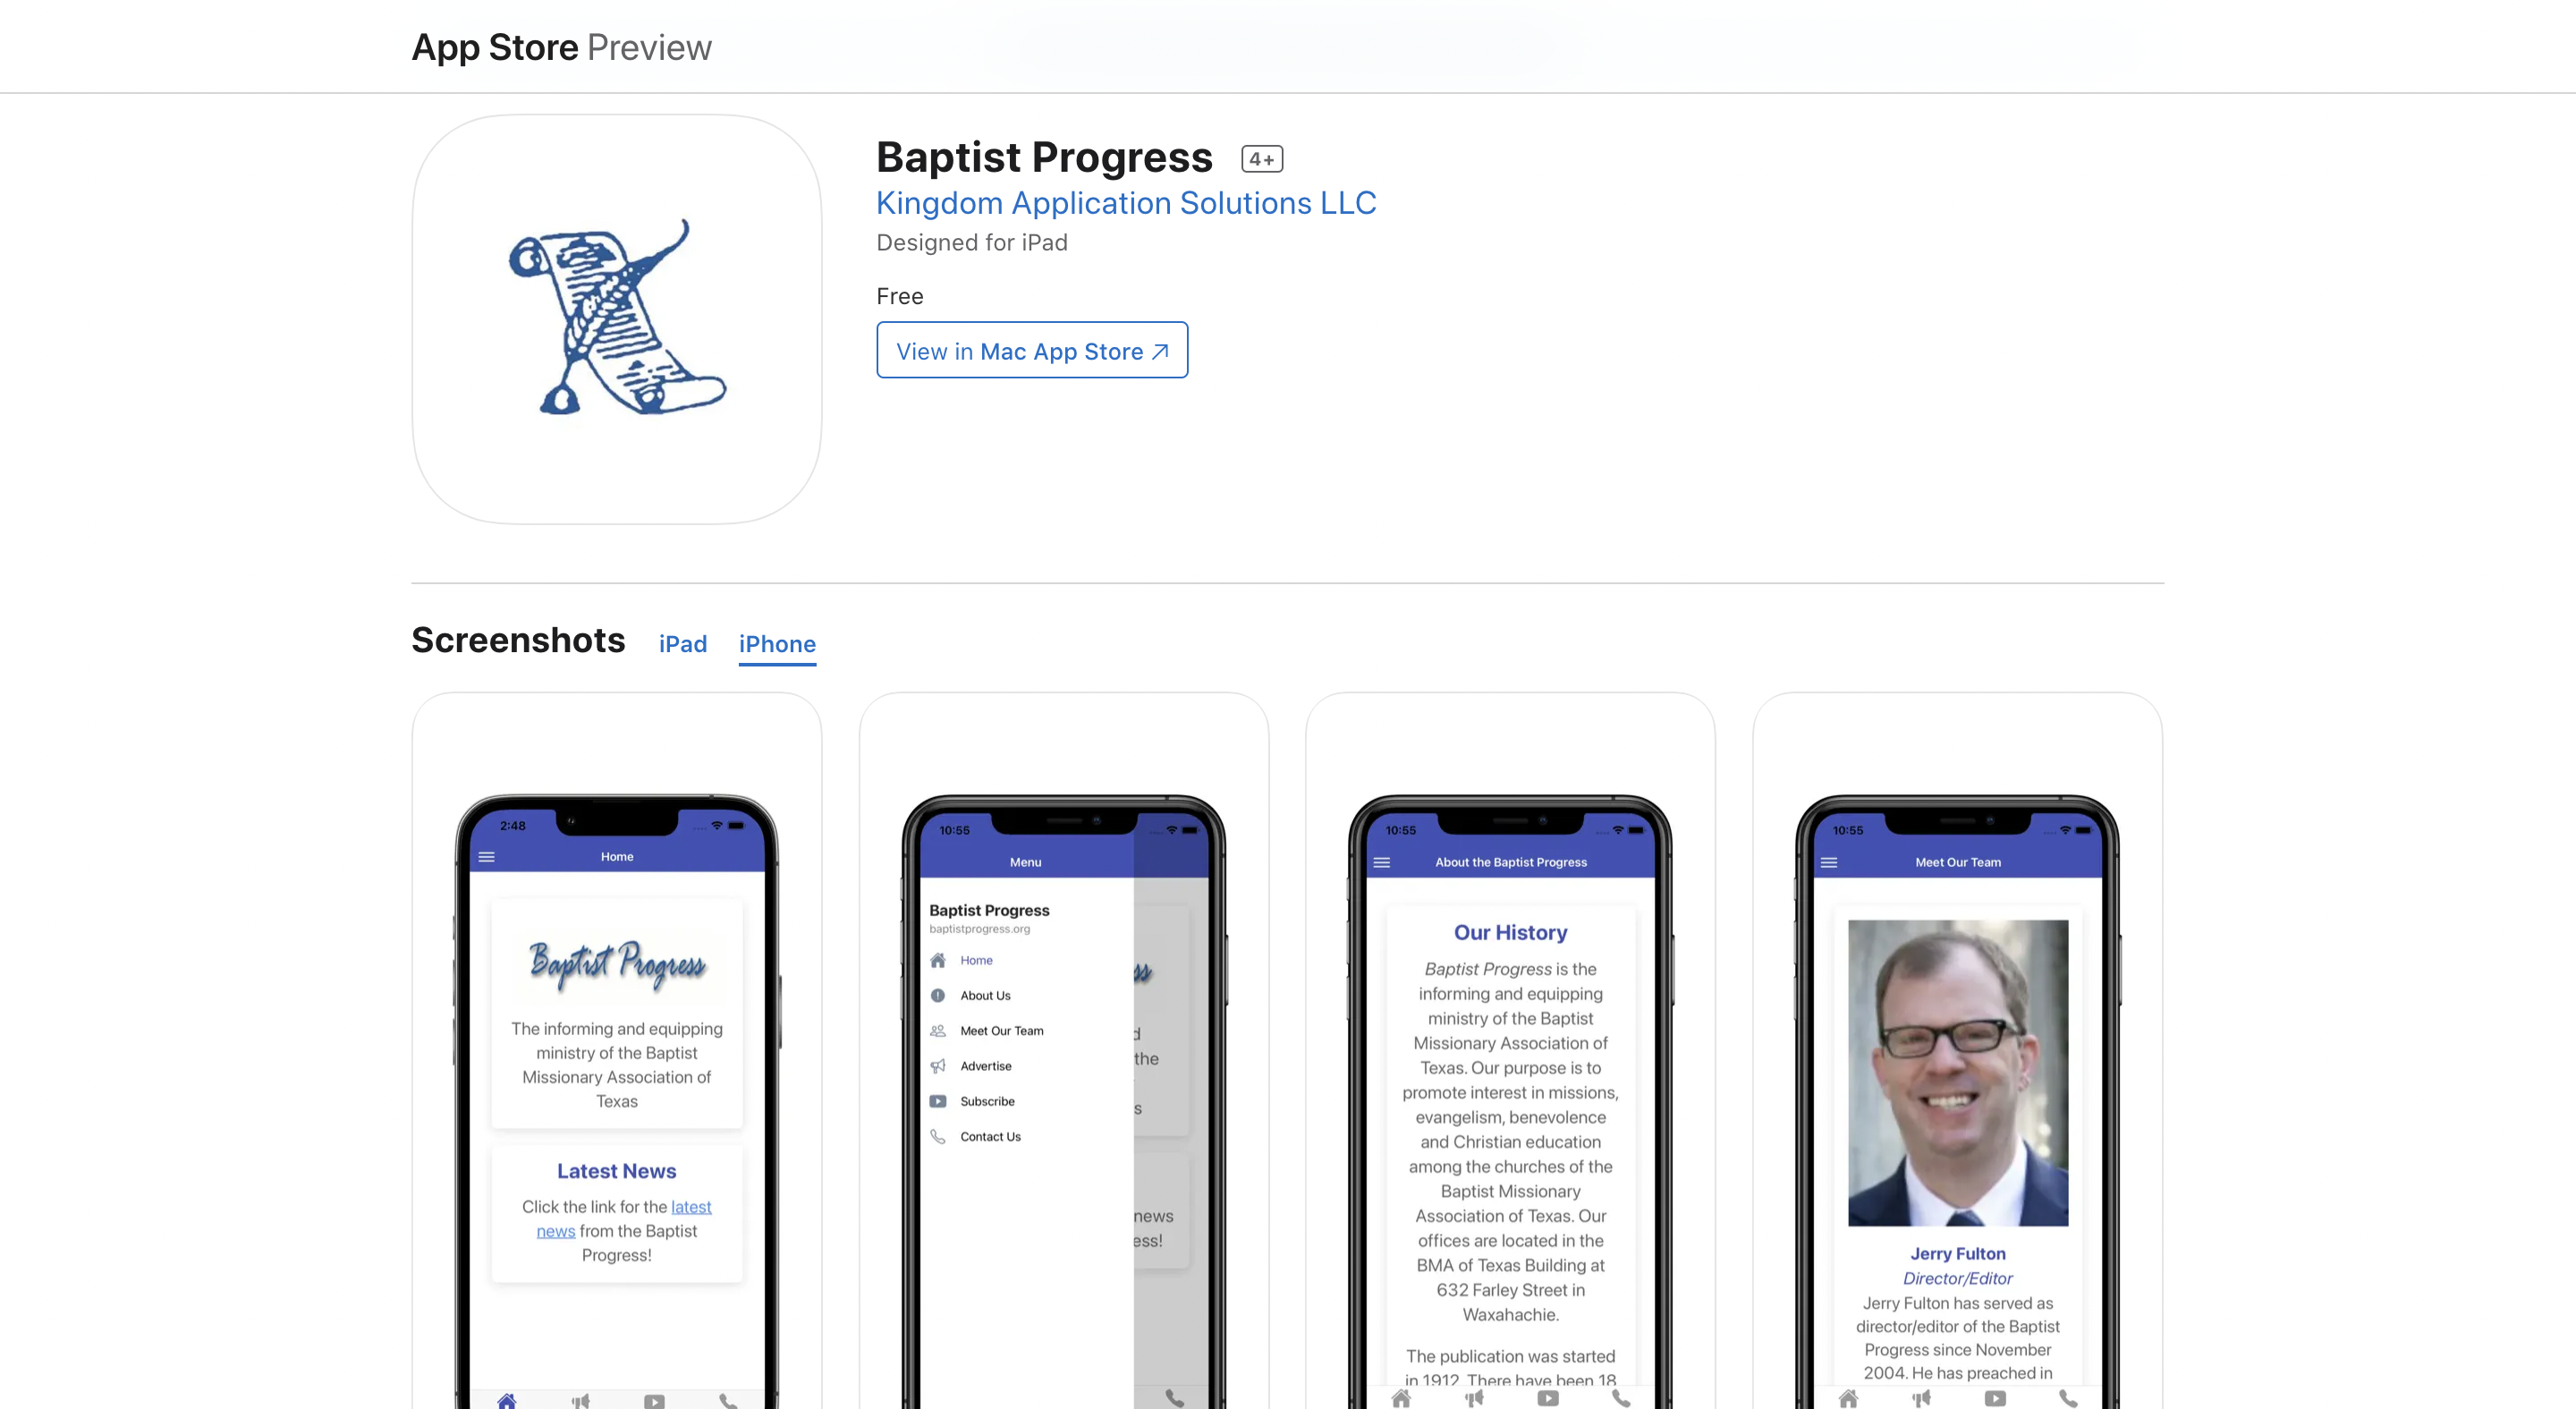 App Store Preview
Baptist Progress 4+
Kingdom Application Solutions LLC
Designed for iPad
Free
View in Mac App Store
Screenshots iPad iPhone
2:48
Home
Baptist Progress
The informing and equipping
ministry of the Baptist
Missionary Association of
Texas
Latest News
Click the link for the latest
news from the Baptist
Progress!
10:55
Menu
Baptist Progress
baptistprogress.org
Home
About Us
Meet Our Team
Advertise
Subscribe
Contact Us
ss
d
the
s
news
ess!
10:55
About the Baptist Progress
Our History
Baptist Progress is the
informing and equipping
ministry of the Baptist
Missionary Association of
Texas. Our purpose is to
promote interest in missions,
evangelism, benevolence
and Christian education
among the churches of the
Baptist Missionary
Association of Texas. Our
offices are located in the
BMA of Texas Building at
632 Farley Street in
Waxahachie.
The publication was started
in 1912. There have been 18
10:55
Meet Our Team
Jerry Fulton
Director/Editor
Jerry Fulton has served as
director/editor of the Baptist
Progress since November
2004. He has preached in